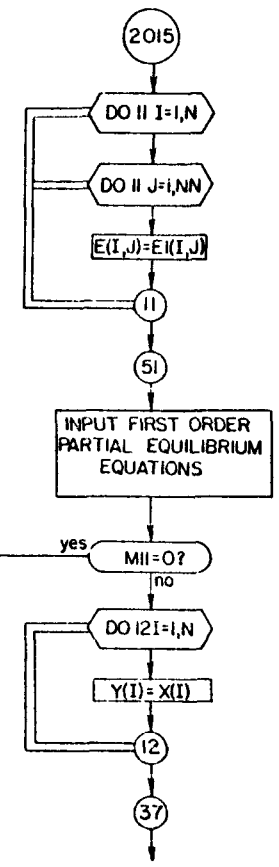 2015
DO 11 I=1,N
DO 11 J=1,NN
E(I,J)=E1(I,J)
11
51
INPUT FIRST ORDER
PARTIAL EQUILIBRIUM
EQUATIONS
yes
M11=0?
no
DO 12 I=1,N
Y(I)=X(I)
12
37